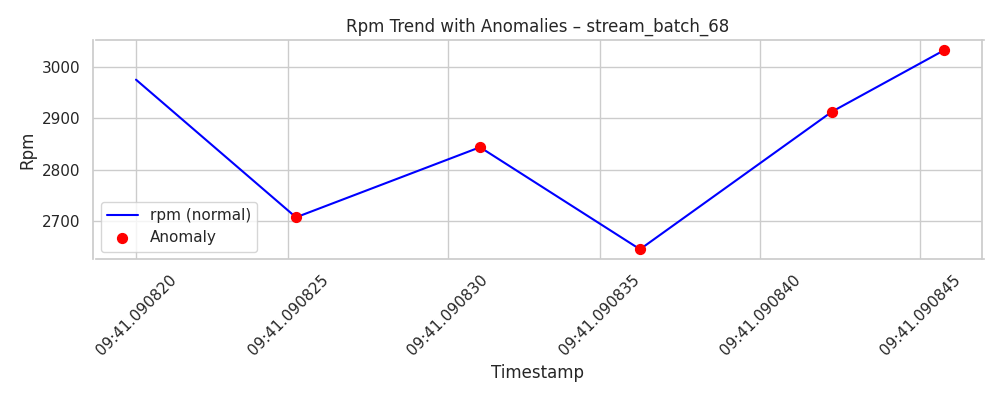 Rpm Trend with Anomalies – stream_batch_68
Rpm
3000
2900
2800
2700
rpm (normal)
Anomaly
09:41.090820
09:41.090825
09:41.090830
09:41.090835
09:41.090840
09:41.090845
Timestamp